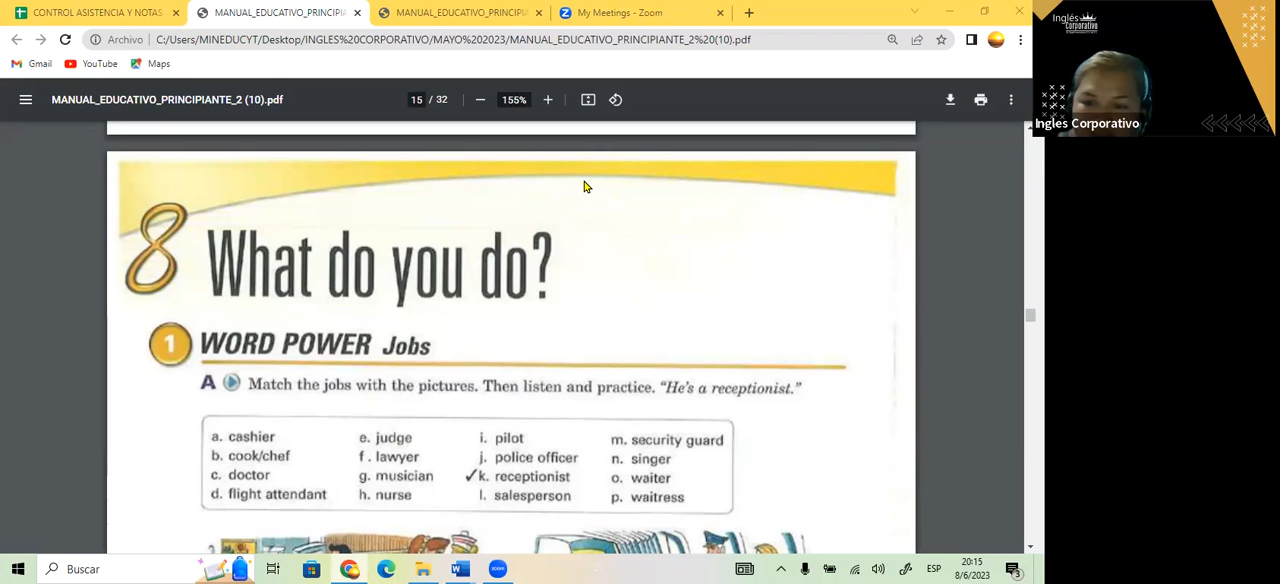 CONTROL ASISTENCIA Y NOTAS
MANUAL_EDUCATIVO_PRINCIPIA
MANUAL_EDUCATIVO_PRINCIPIA
My Meetings - Zoom
Archivo
C:/Users/MINEDUCYT/Desktop/INGLES%20CORPORATIVO/MAYO%202023/MANUAL_EDUCATIVO_PRINCIPIANTE_2%20(10).pdf
Gmail
YouTube
Maps
MANUAL_EDUCATIVO_PRINCIPIANTE_2 (10).pdf
15 / 32
155%
8 What do you do?
1 WORD POWER Jobs
A Match the jobs with the pictures. Then listen and practice. "He's a receptionist."
a. cashier
b. cook/chef
c. doctor
d. flight attendant
e. judge
f. lawyer
g. musician
h. nurse
i. pilot
j. police officer
✓k. receptionist
l. salesperson
m. security guard
n. singer
o. waiter
p. waitress
Inglés
Corporativo
Ingles Corporativo
Buscar
zoom
ESP
20:15
8/6/2023
3